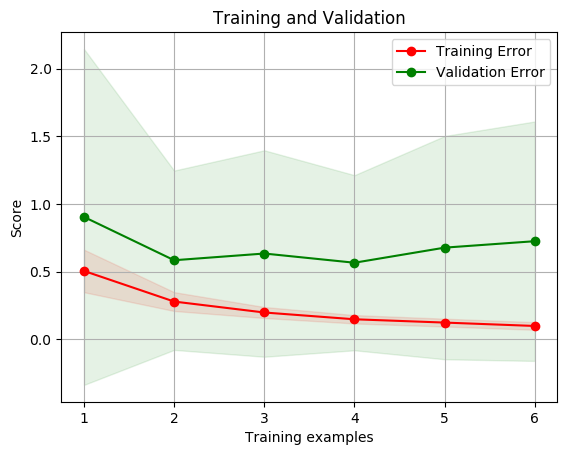 Training and Validation
Training Error
Validation Error
Score
2.0
1.5
1.0
0.5
0.0
1 2 3 4 5 6
Training examples